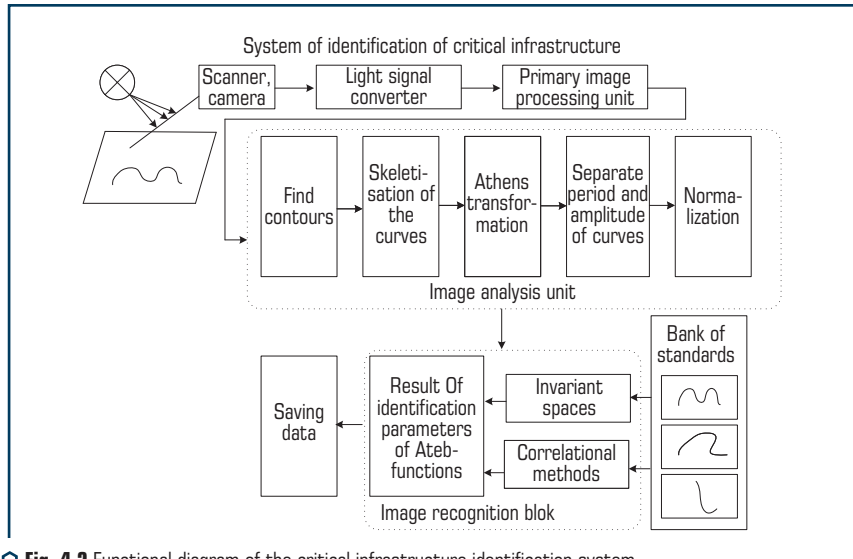 System of identification of critical infrastructure
Scanner,
camera
Light signal
converter
Primary image
processing unit
Find
contours
Skeleti-
sation of
the
curves
Athens
transfor-
mation
Separate
period and
amplitude
of curves
Norma-
lization
Image analysis unit
Bank of
standards
Saving
data
Result Of
identification
parameters
of Ateb-
functions
Invariant
spaces
Correlational
methods
Image recognition blok
Fig. 4.2 Functional diagram of the critical infrastructure identification system